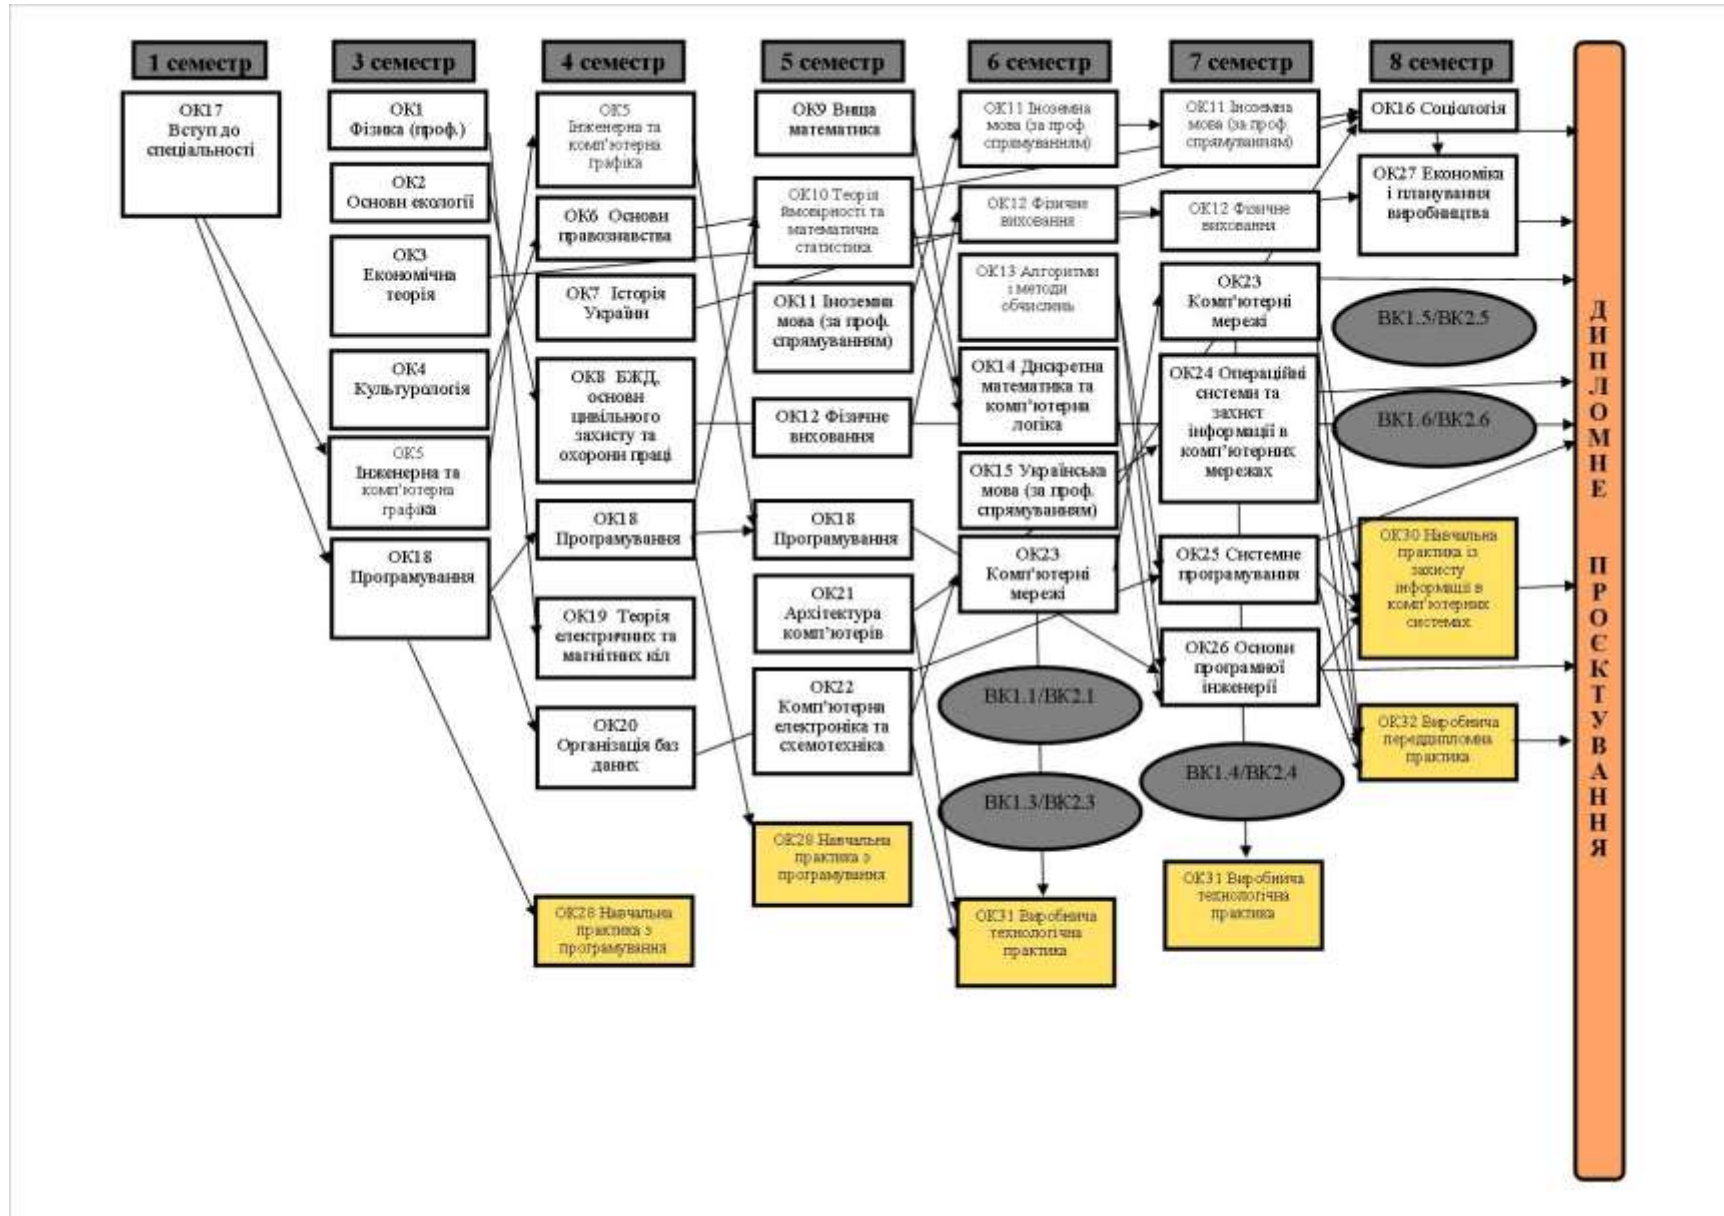 1 семестр
ОК17
Вступ до
спеціальності
3 семестр
ОК1
Фізика (проф.)
ОК2
Основи екології
ОК3
Економічна
теорія
ОК4
Культурологія
ОК5
Інженерна та
комп'ютерна
графіка
ОК18
Програмування
4 семестр
ОК5
Інженерна та
комп'ютерна
графіка
ОК6 Основи
правознавства
ОК7 Історія
України
ОК8 БЖД,
основи
цивільного
захисту та
охорони праці
ОК18
Програмування
ОК19 Теорія
електричних та
магнітних кіл
ОК20
Організація баз
даних
ОК28 Навчальна
практика з
програмування
5 семестр
ОК9 Вища
математика
ОК10 Теорія
ймовірності та
математична
статистика
ОК11 Іноземна
мова (за проф.
спрямуванням)
ОК12 Фізичне
виховання
ОК18
Програмування
ОК21
Архітектура
комп'ютерів
ОК22
Комп'ютерна
електроніка та
схемотехніка
ОК29 Навчальна
практика з
програмування
6 семестр
ОК11 Іноземна
мова (за проф.
спрямуванням)
ОК12 Фізичне
виховання
ОК13 Алгоритми
і методи
обчислень
ОК14 Дискретна
математика та
комп'ютерна
логіка
ОК15 Українська
мова (за проф.
спрямуванням)
ОК23
Комп'ютерні
мережі
ВК1.1/ВК2.1
ВК1.3/ВК2.3
ОК31 Виробнича
технологічна
практика
7 семестр
ОК11 Іноземна
мова (за проф.
спрямуванням)
ОК12 Фізичне
виховання
ОК23
Комп'ютерні
мережі
ОК24 Операційні
системи та
захист
інформації в
комп'ютерних
мережах
ОК25 Системне
програмування
ОК26 Основи
програмної
інженерії
ВК1.4/ВК2.4
ОК31 Виробнича
технологічна
практика
8 семестр
ОК16 Соціологія
ОК27 Економіка
і планування
виробництва
ВК1.5/ВК2.5
ВК1.6/ВК2.6
ОК30 Навчальна
практика із
захисту
інформації в
комп'ютерних
системах
ОК32 Виробнича
переддипломна
практика
ДИПЛОМНЕ ПРОЄКТУВАННЯ